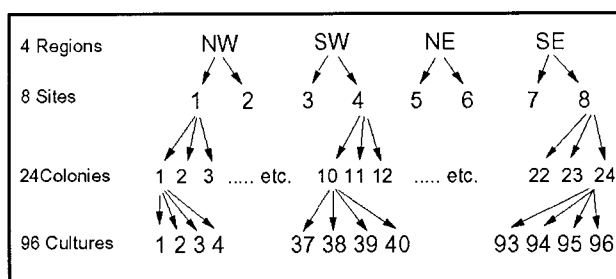 4 Regions NW SW NE SE
8 Sites 1 2 3 4 5 6 7 8
24Colonies 1 2 3 ..... etc. 10 11 12 ..... etc. 22 23 24
96 Cultures 1 2 3 4 37 38 39 40 93 94 95 96